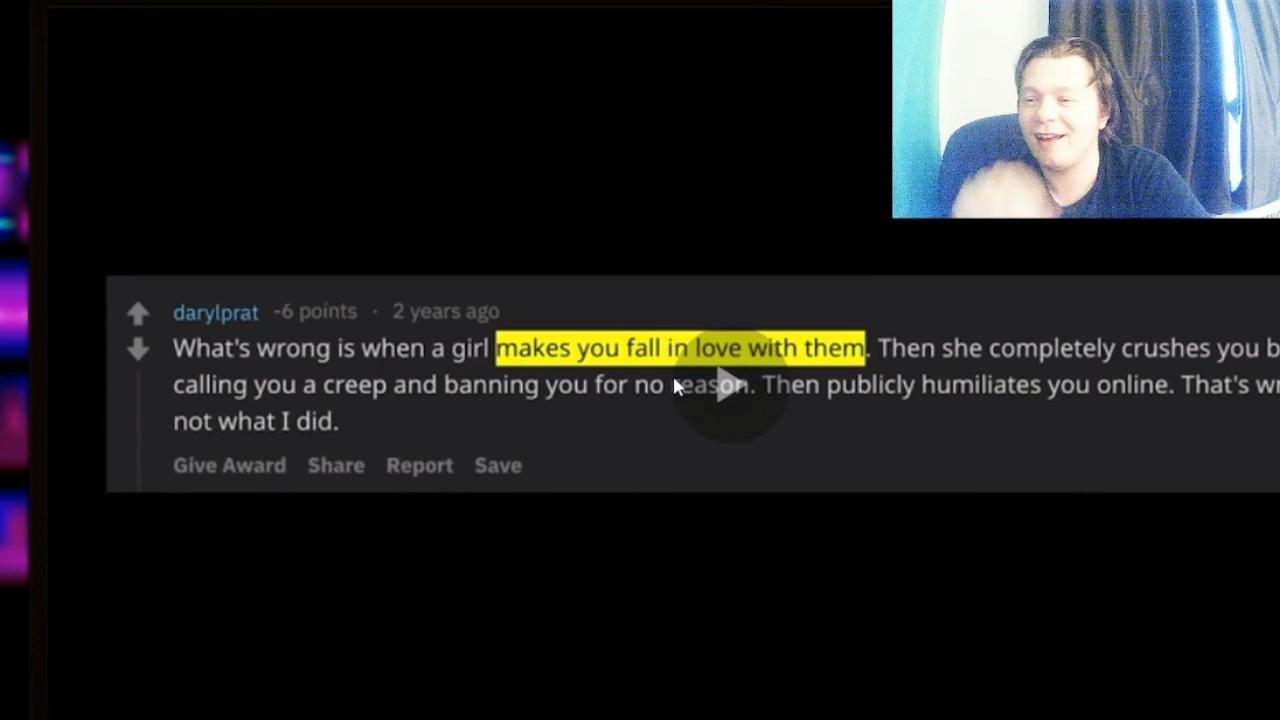 darylprat -6 points · 2 years ago
What's wrong is when a girl makes you fall in love with them. Then she completely crushes you
calling you a creep and banning you for no reason. Then publicly humiliates you online. That's
not what I did.
Give Award Share Report Save